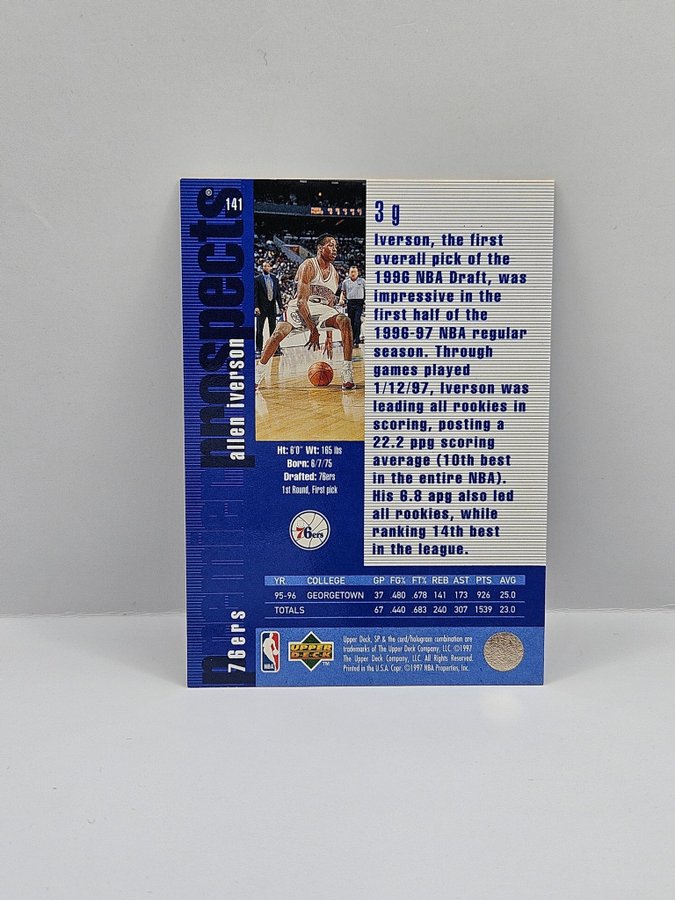 141
premier prospects®
allen iverson
76ers
3 g
Iverson, the first
overall pick of the
1996 NBA Draft, was
impressive in the
first half of the
1996-97 NBA regular
season. Through
games played
1/12/97, Iverson was
leading all rookies in
scoring, posting a
22.2 ppg scoring
average (10th best
in the entire NBA).
His 6.8 apg also led
all rookies, while
ranking 14th best
in the league.
Ht: 6'0" Wt: 165 lbs
Born: 6/7/75
Drafted: 76ers
1st Round, First pick
76ers
YR. COLLEGE GP FG% FT% REB AST PTS AVG
95-96 GEORGETOWN 37 .480 .678 141 173 926 25.0
TOTALS 67 .440 .683 240 307 1539 23.0
NBA
UPPER
DECK
TM
Upper Deck, SP & the card/hologram combination are
trademarks of The Upper Deck Company, LLC. ©1997
The Upper Deck Company, LLC. All Rights Reserved.
Printed in the U.S.A. Copr. ©1997 NBA Properties, Inc.